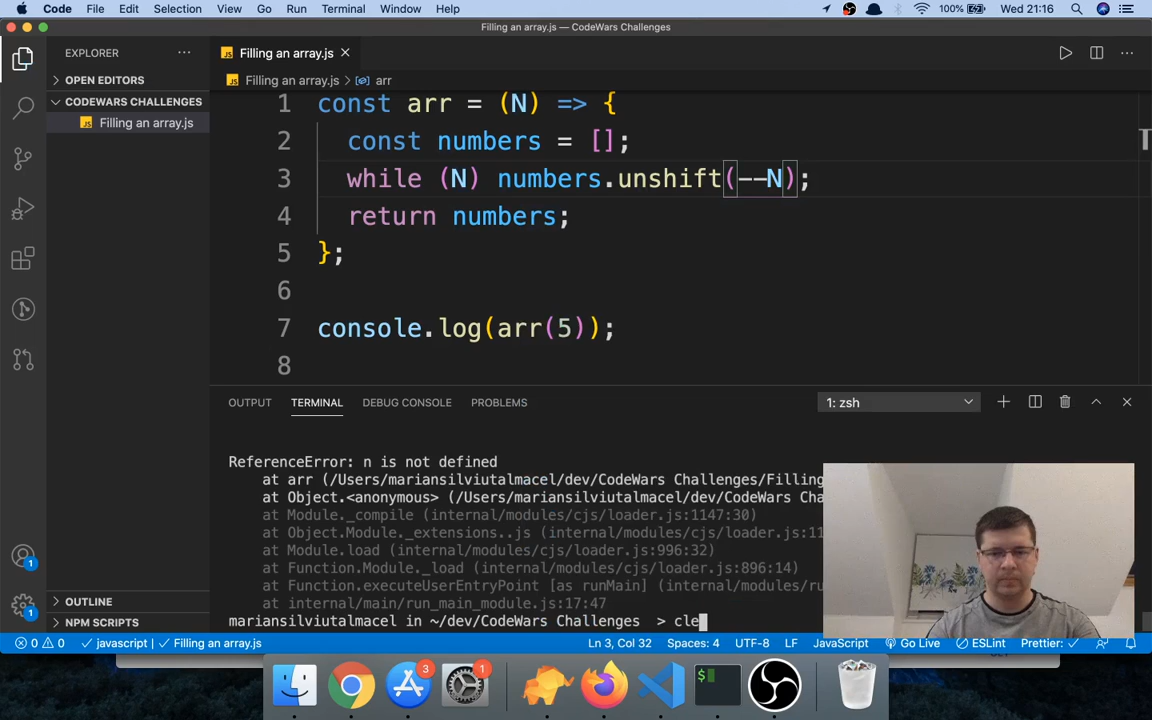 Code File Edit Selection View Go Run Terminal Window Help 100% Wed 21:16
Filling an array.js — CodeWars Challenges
EXPLORER
Filling an array.js
OPEN EDITORS
Filling an array.js > arr
CODEWARS CHALLENGES
Filling an array.js
1 const arr = (N) => {
2 const numbers = [];
3 while (N) numbers.unshift(--N);
4 return numbers;
5 };
6
7 console.log(arr(5));
8
OUTPUT TERMINAL DEBUG CONSOLE PROBLEMS 1: zsh
ReferenceError: n is not defined
at arr (/Users/mariansilviutalmacel/dev/CodeWars Challenges/Filling
at Object.<anonymous> (/Users/mariansilviutalmacel/dev/CodeWars Cha
at Module._compile (internal/modules/cjs/loader.js:1147:30)
at Object.Module._extensions..js (internal/modules/cjs/loader.js:11
at Module.load (internal/modules/cjs/loader.js:996:32)
at Function.Module._load (internal/modules/cjs/loader.js:896:14)
at Function.executeUserEntryPoint [as runMain] (internal/modules/ru
at internal/main/run_main_module.js:17:47
mariansilviutalmacel in ~/dev/CodeWars Challenges > cle
OUTLINE
NPM SCRIPTS
1
1
0 0 javascript | Filling an array.js Ln 3, Col 32 Spaces: 4 UTF-8 LF JavaScript Go Live ESLint Prettier: ✓
3
1
$